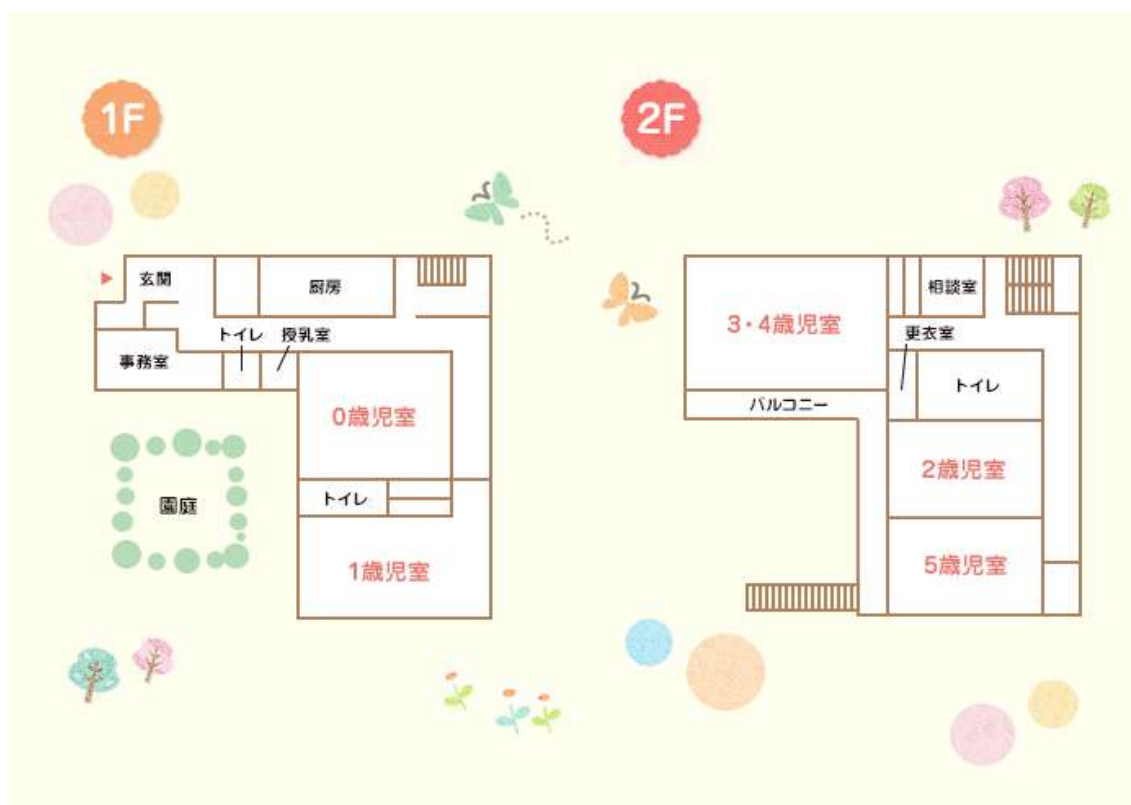 1F
玄関
厨房
トイレ
授乳室
事務室
0歳児室
トイレ
園庭
1歳児室
2F
相談室
3・4歳児室
更衣室
トイレ
バルコニー
2歳児室
5歳児室